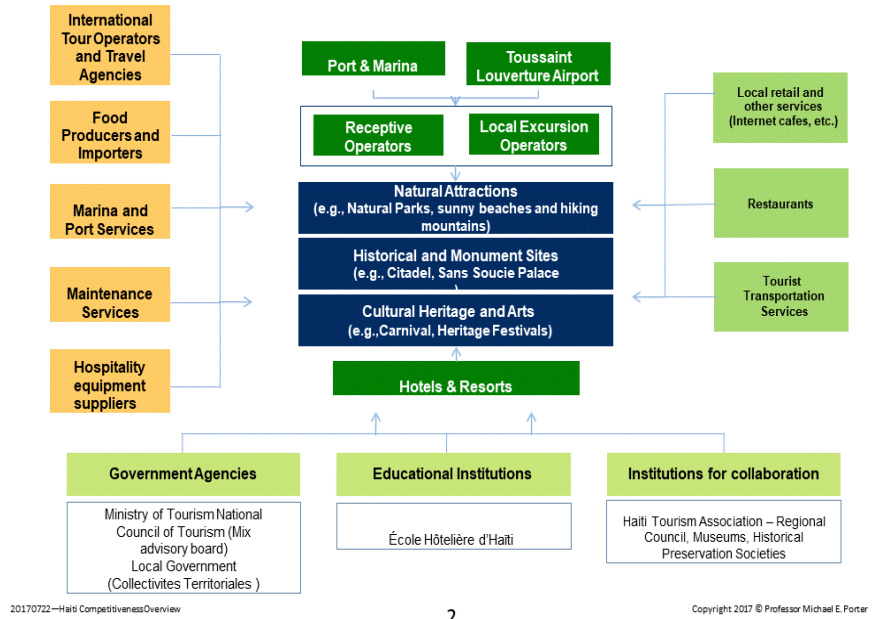 International
Tour Operators
and Travel
Agencies
Food
Producers and
Importers
Marina and
Port Services
Maintenance
Services
Hospitality
equipment
suppliers
Port & Marina
Toussaint
Louverture Airport
Receptive
Operators
Local Excursion
Operators
Natural Attractions
(e.g., Natural Parks, sunny beaches and hiking
mountains)
Historical and Monument Sites
(e.g., Citadel, Sans Soucie Palace
)
Cultural Heritage and Arts
(e.g.,Carnival, Heritage Festivals)
Hotels & Resorts
Local retail and
other services
(Internet cafes, etc.)
Restaurants
Tourist
Transportation
Services
Government Agencies
Ministry of Tourism National
Council of Tourism (Mix
advisory board)
Local Government
(Collectivites Territoriales )
Educational Institutions
École Hôtelière d'Haïti
Institutions for collaboration
Haiti Tourism Association – Regional
Council, Museums, Historical
Preservation Societies
20170722—Haiti CompetitivenessOverview
2
Copyright 2017 © Professor Michael E. Porter